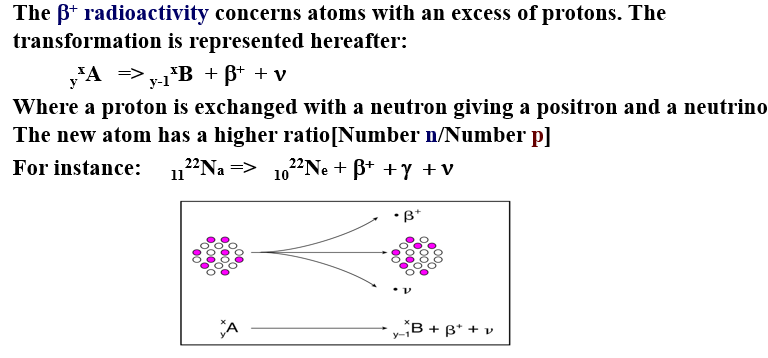 The β⁺ radioactivity concerns atoms with an excess of protons. The
transformation is represented hereafter:
ᵧˣA => ᵧ₋₁ˣB + β⁺ + ν
Where a proton is exchanged with a neutron giving a positron and a neutrino
The new atom has a higher ratio[Number n/Number p]
For instance: ₁₁²²Na => ₁₀²²Ne + β⁺ + γ + ν
• β⁺
• ν
ᵧˣA → ᵧ₋₁ˣB + β⁺ + ν